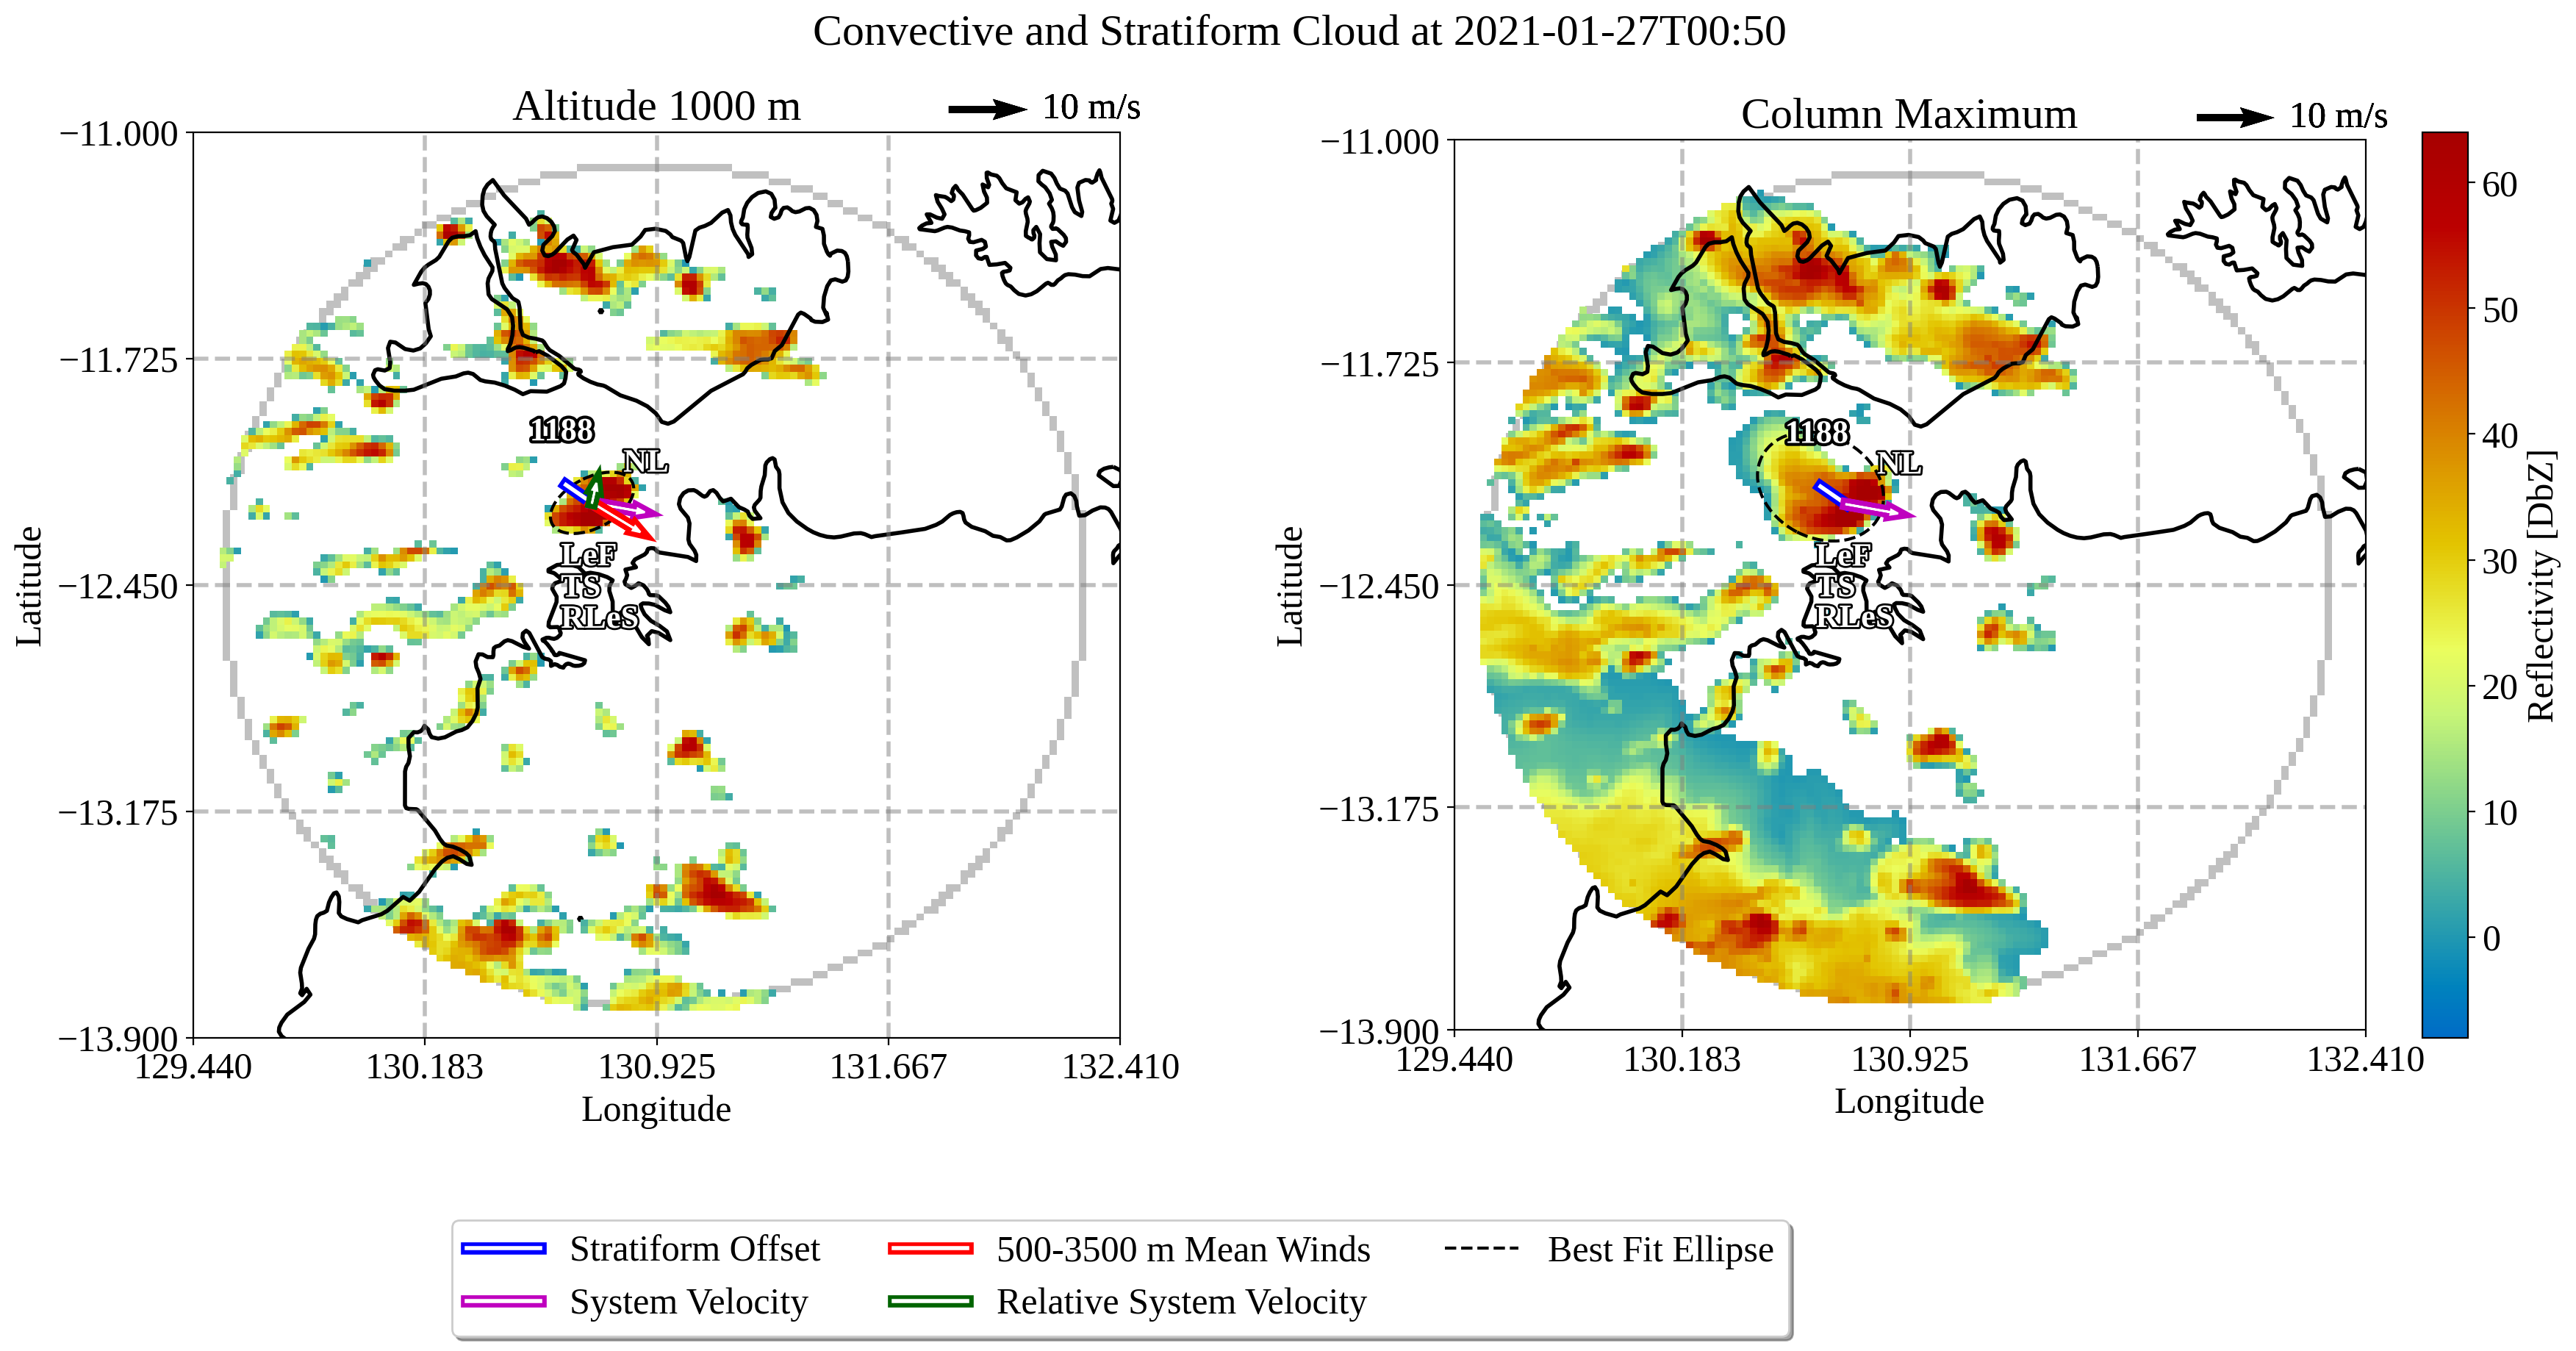 Convective and Stratiform Cloud at 2021-01-27T00:50
Altitude 1000 m
10 m/s
−11.000
−11.725
−12.450
−13.175
−13.900
Latitude
129.440
130.183
130.925
131.667
132.410
Longitude
1188
NL
LeF
TS
RLeS
Column Maximum
10 m/s
−11.000
−11.725
−12.450
−13.175
−13.900
Latitude
129.440
130.183
130.925
131.667
132.410
Longitude
1188
NL
LeF
TS
RLeS
60
50
40
30
20
10
0
Reflectivity [DbZ]
Stratiform Offset
System Velocity
500-3500 m Mean Winds
Relative System Velocity
Best Fit Ellipse